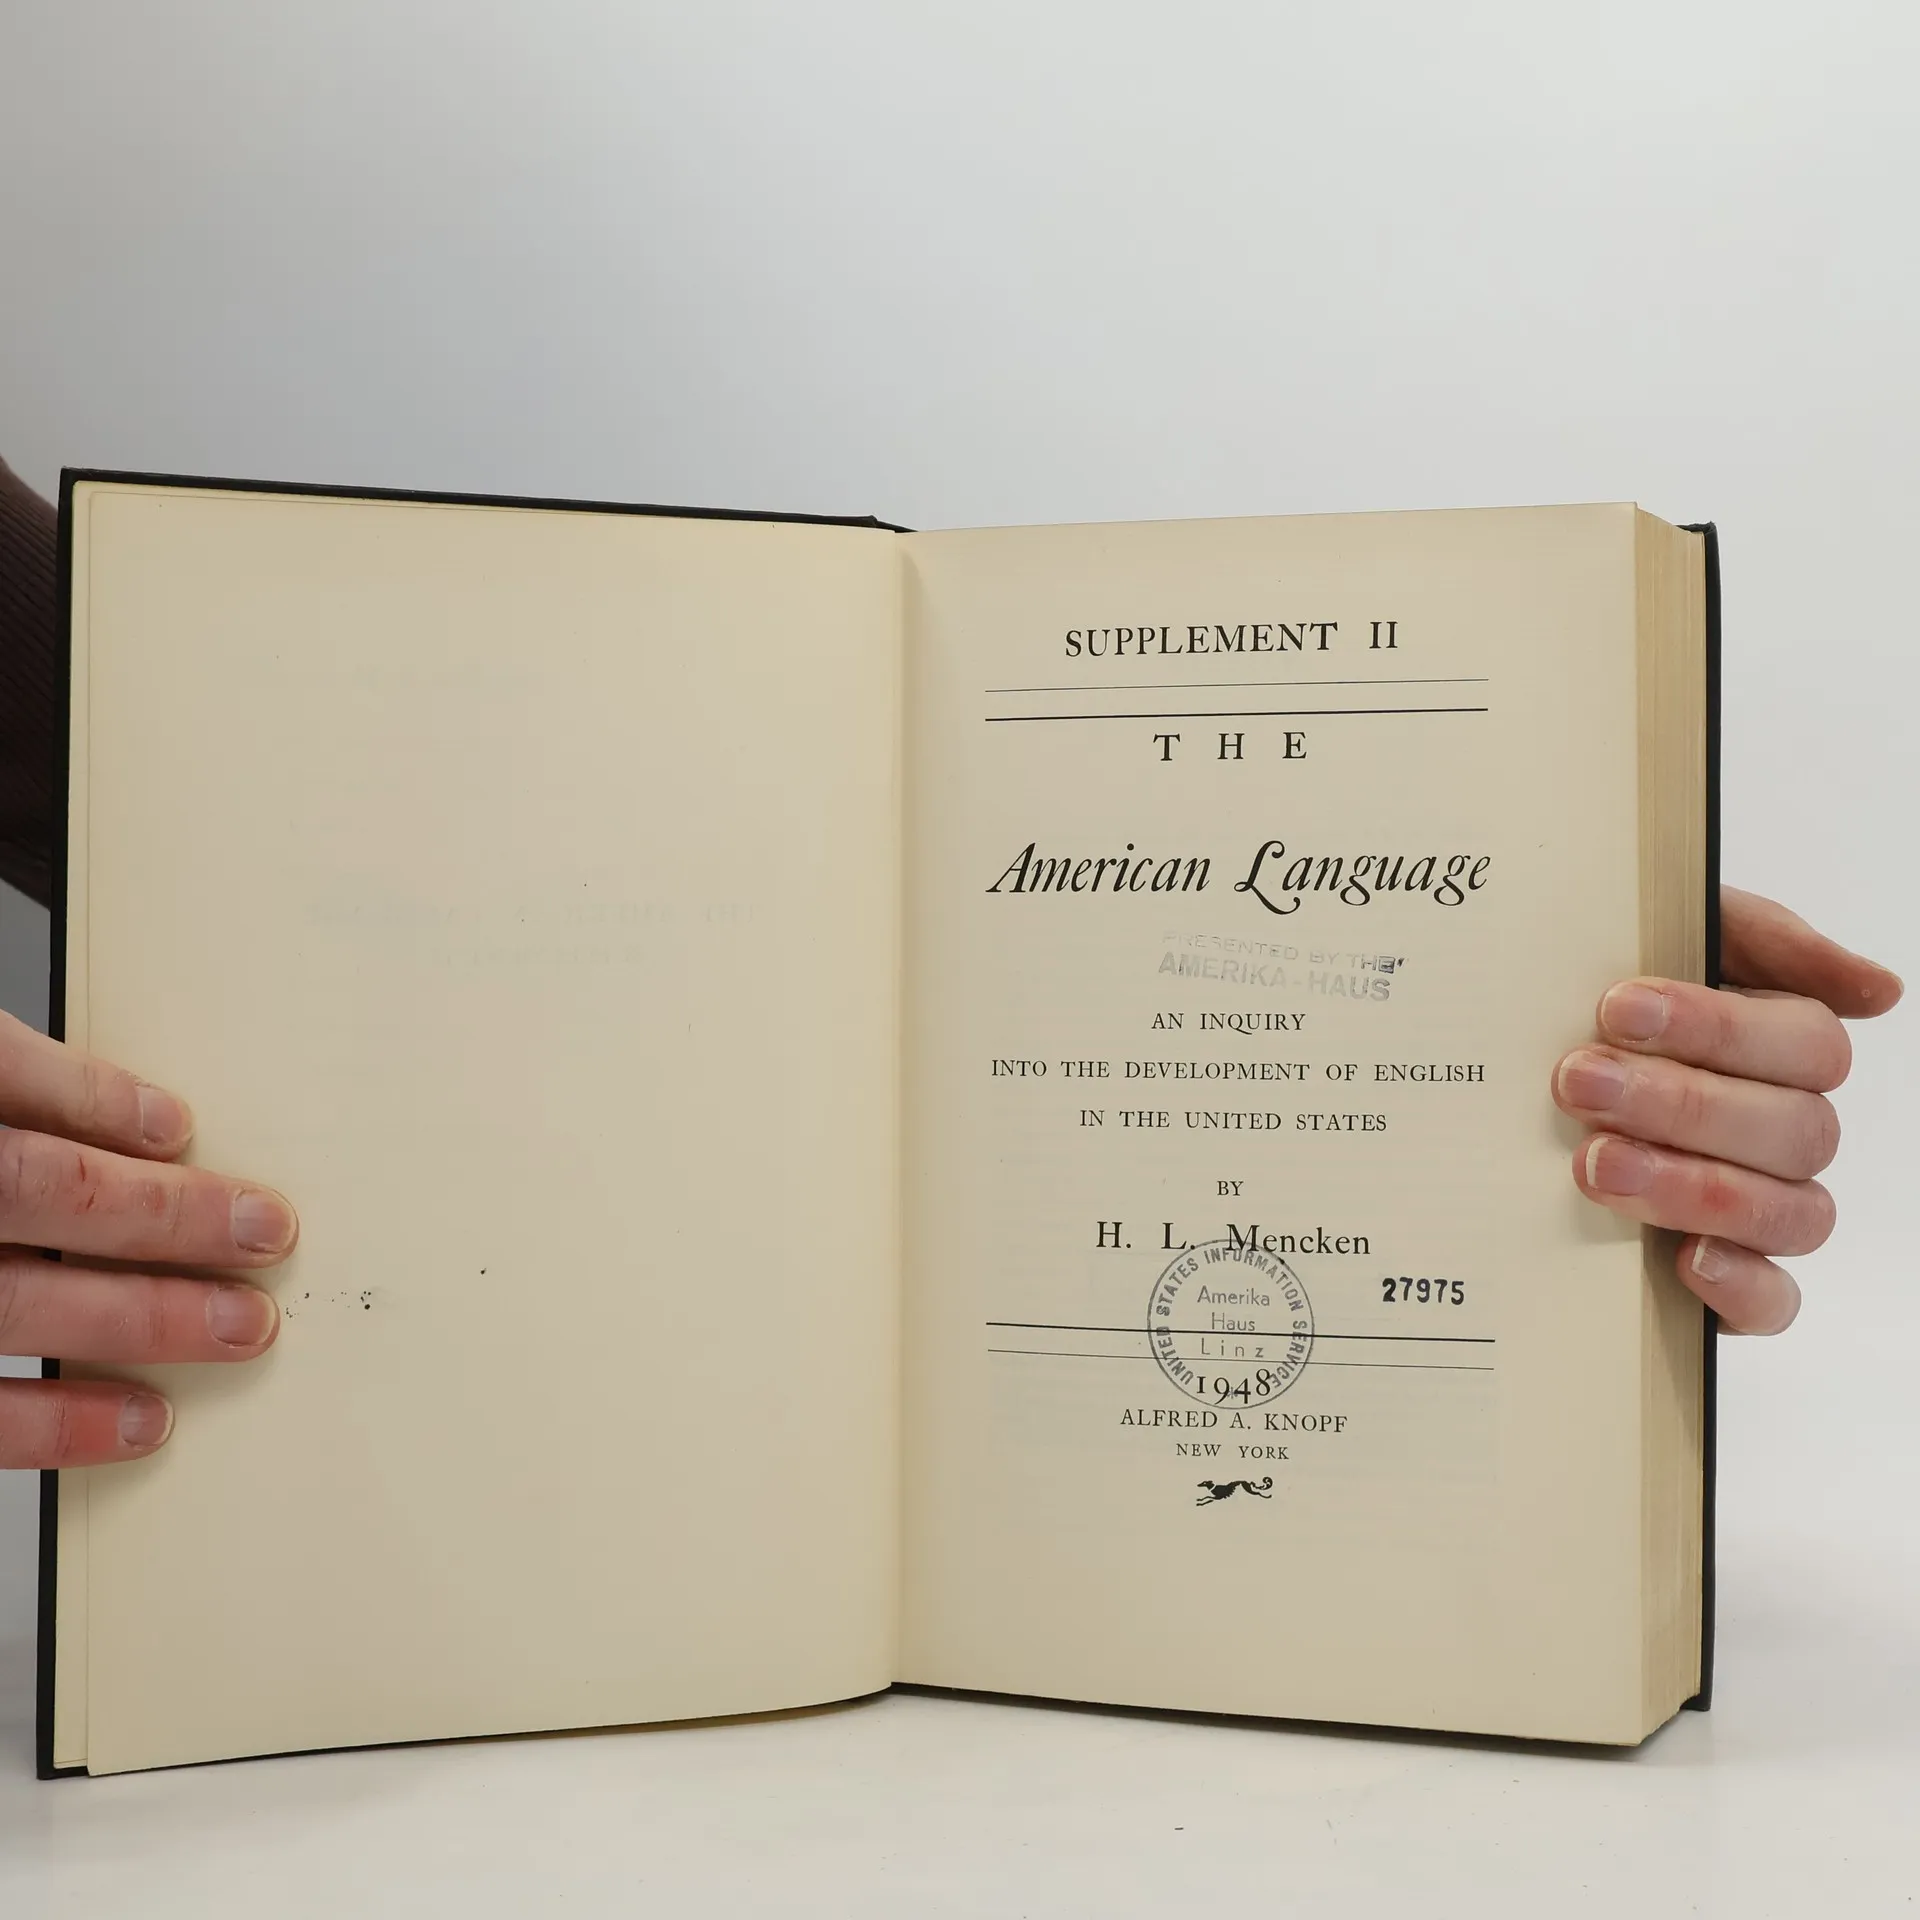 SUPPLEMENT II
THE
American Language
PRESENTED BY THE
AMERIKA-HAUS
AN INQUIRY
INTO THE DEVELOPMENT OF ENGLISH
IN THE UNITED STATES
BY
H. L. Mencken
27975
UNITED STATES INFORMATION SERVICE
Amerika
Haus
Linz
1948
ALFRED A. KNOPF
NEW YORK